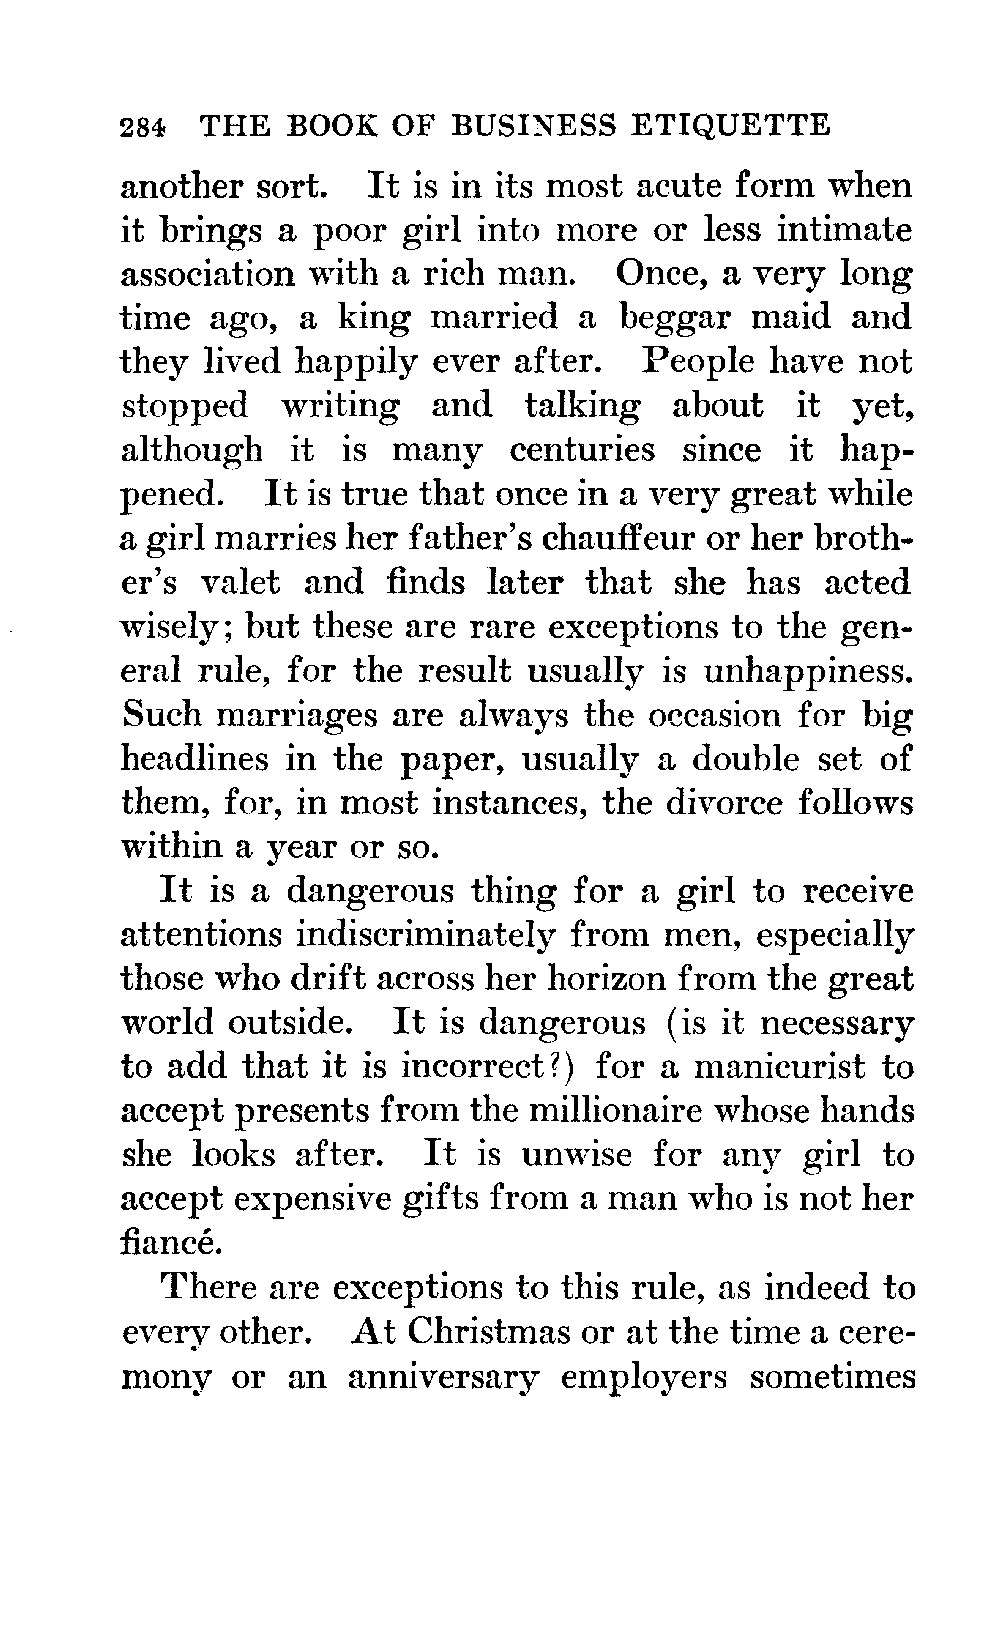 284 THE BOOK OF BUSINESS ETIQUETTE
another sort. It is in its most acute form when
it brings a poor girl into more or less intimate
association with a rich man. Once, a very long
time ago, a king married a beggar maid and
they lived happily ever after. People have not
stopped writing and talking about it yet,
although it is many centuries since it hap-
pened. It is true that once in a very great while
a girl marries her father's chauffeur or her broth-
er's valet and finds later that she has acted
wisely; but these are rare exceptions to the gen-
eral rule, for the result usually is unhappiness.
Such marriages are always the occasion for big
headlines in the paper, usually a double set of
them, for, in most instances, the divorce follows
within a year or so.
It is a dangerous thing for a girl to receive
attentions indiscriminately from men, especially
those who drift across her horizon from the great
world outside. It is dangerous (is it necessary
to add that it is incorrect?) for a manicurist to
accept presents from the millionaire whose hands
she looks after. It is unwise for any girl to
accept expensive gifts from a man who is not her
fiancé.
There are exceptions to this rule, as indeed to
every other. At Christmas or at the time a cere-
mony or an anniversary employers sometimes